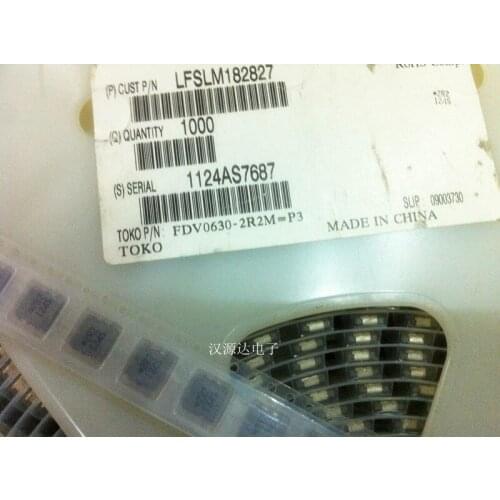 (P) CUST P/N LFSLM182827
(Q) QUANTITY 1000
(S) SERIAL 1124AS7687
TOKO P/N: FDV0630-2R2M=P3
TOKO
MADE IN CHINA
SLIP: 09003730
汉源达电子